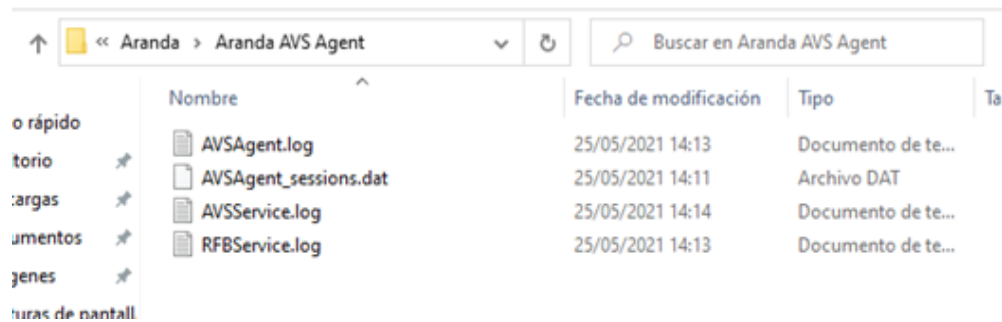 « Aranda > Aranda AVS Agent
Buscar en Aranda AVS Agent
Nombre Fecha de modificación Tipo Ta
o rápido
AVSAgent.log 25/05/2021 14:13 Documento de te...
itorio
AVSAgent_sessions.dat 25/05/2021 14:11 Archivo DAT
cargas
AVSService.log 25/05/2021 14:14 Documento de te...
umentos
RFBService.log 25/05/2021 14:13 Documento de te...
genes
turas de pantall